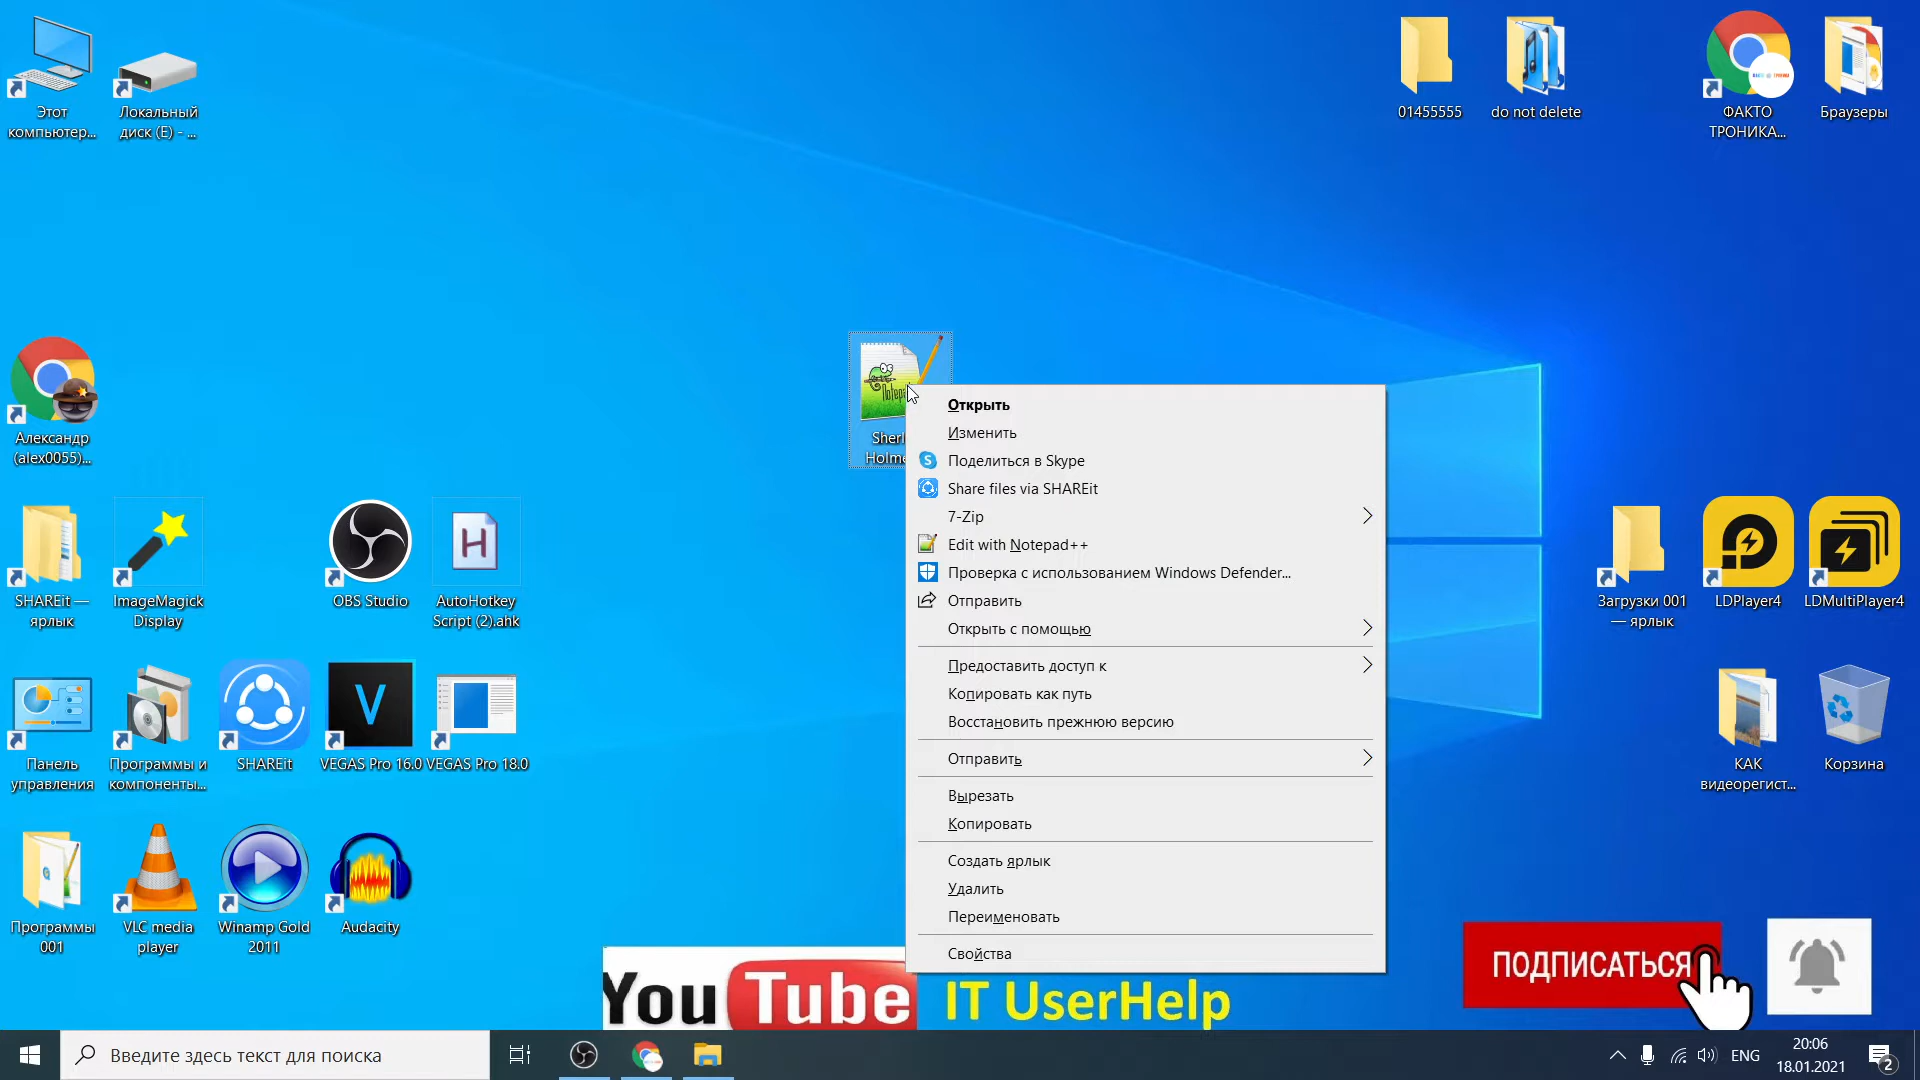 Этот
компьютер...
Локальный
диск (E) - ...
01455555
do not delete
ФАКТО
ТРОНИКА...
Браузеры
Александр
(alex0055)...
Notepa
Sherl
Holme
Открыть
Изменить
Поделиться в Skype
Share files via SHAREit
7-Zip
Edit with Notepad++
Проверка с использованием Windows Defender...
Отправить
Открыть с помощью
Предоставить доступ к
Копировать как путь
Восстановить прежнюю версию
Отправить
Вырезать
Копировать
Создать ярлык
Удалить
Переименовать
Свойства
SHAREit —
ярлык
ImageMagick
Display
OBS Studio
AutoHotkey
Script (2).ahk
Загрузки 001
— ярлык
LDPlayer4
LDMultiPlayer4
Панель
управления
Программы и
компоненты...
SHAREit
VEGAS Pro 16.0
VEGAS Pro 18.0
КАК
видеорегист...
Корзина
Программы
001
VLC media
player
Winamp Gold
2011
Audacity
YouTube
IT UserHelp
ПОДПИСАТЬСЯ
Введите здесь текст для поиска
ENG
20:06
18.01.2021
2